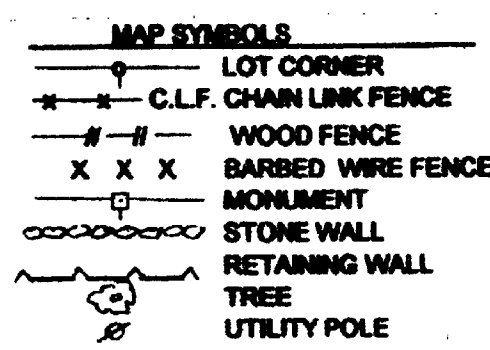 MAP SYMBOLS
LOT CORNER
C.L.F. CHAIN LINK FENCE
WOOD FENCE
X X X BARBED WIRE FENCE
MONUMENT
STONE WALL
RETAINING WALL
TREE
UTILITY POLE